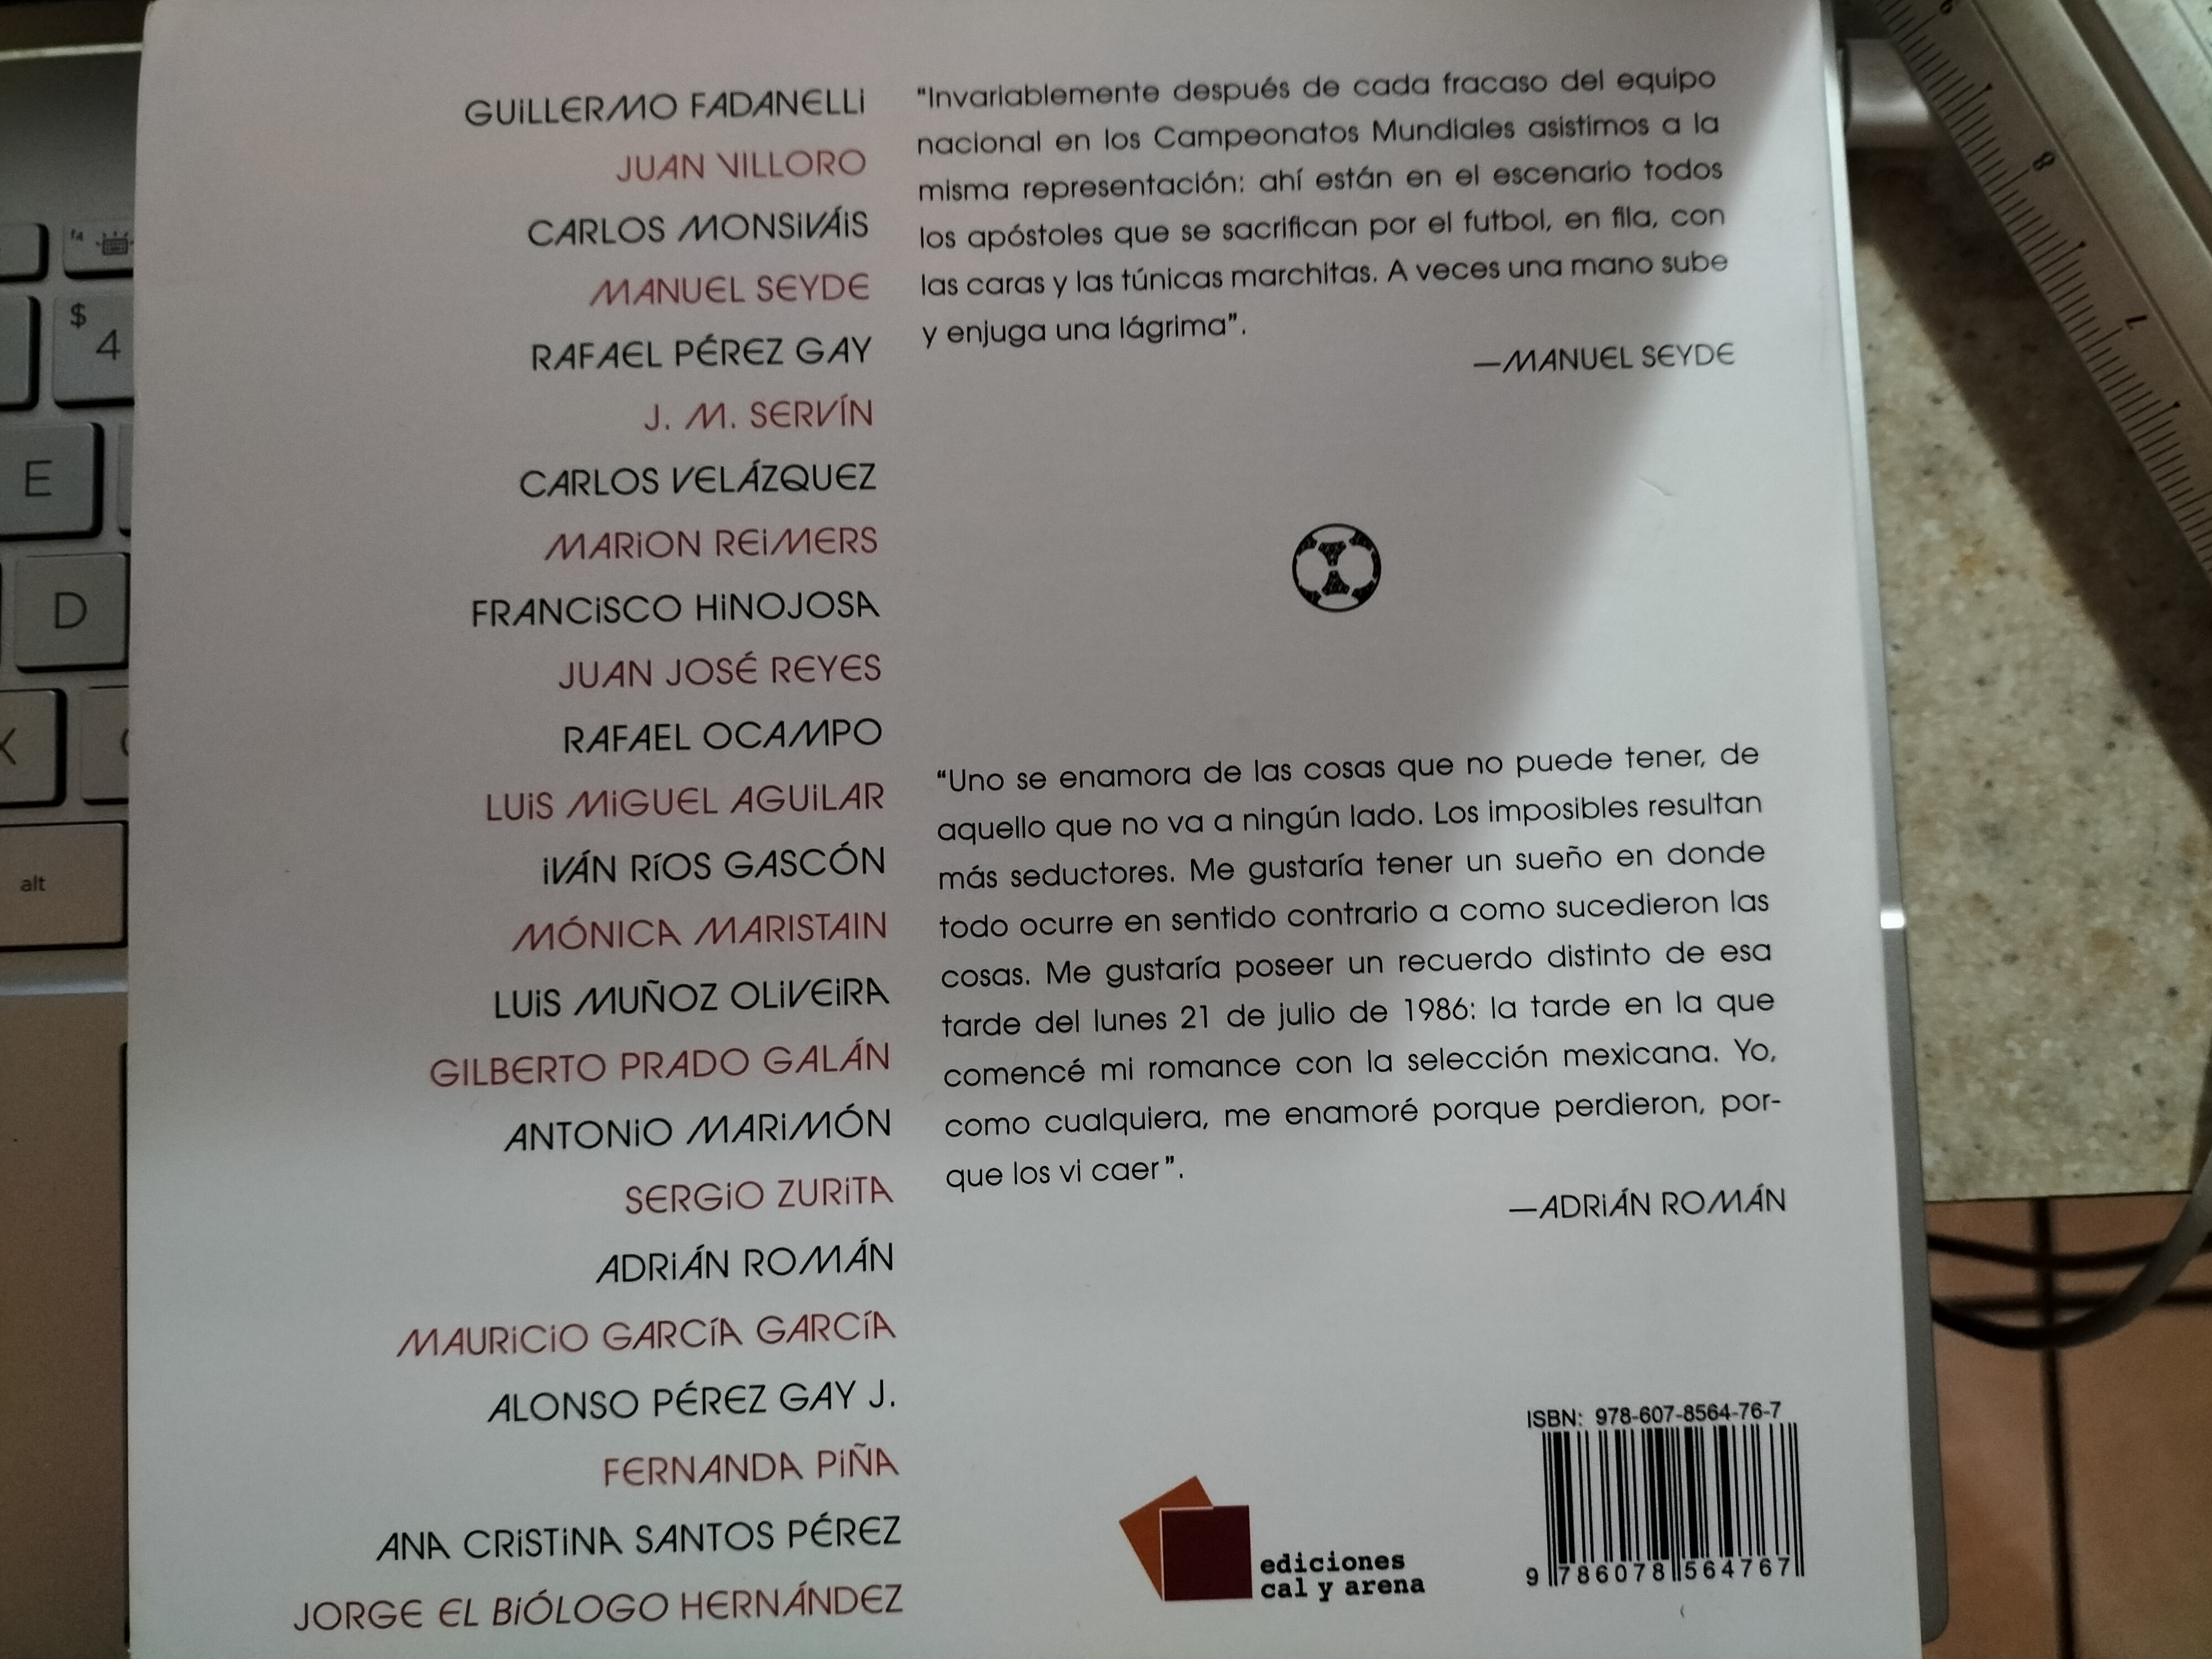 GUILLERMO FADANELLI
JUAN VILLORO
CARLOS MONSIVÁIS
MANUEL SEYDE
RAFAEL PÉREZ GAY
J. M. SERVÍN
CARLOS VELÁZQUEZ
MARION REIMERS
FRANCISCO HINOJOSA
JUAN JOSÉ REYES
RAFAEL OCAMPO
LUIS MIGUEL AGUILAR
IVÁN RÍOS GASCÓN
MÓNICA MARISTAIN
LUIS MUÑOZ OLIVEIRA
GILBERTO PRADO GALÁN
ANTONIO MARIMÓN
SERGIO ZURITA
ADRIÁN ROMÁN
MAURICIO GARCÍA GARCÍA
ALONSO PÉREZ GAY J.
FERNANDA PIÑA
ANA CRISTINA SANTOS PÉREZ
JORGE EL BIÓLOGO HERNÁNDEZ
“Invariablemente después de cada fracaso del equipo
nacional en los Campeonatos Mundiales asistimos a la
misma representación: ahí están en el escenario todos
los apóstoles que se sacrifican por el futbol, en fila, con
las caras y las túnicas marchitas. A veces una mano sube
y enjuga una lágrima”.
—MANUEL SEYDE
“Uno se enamora de las cosas que no puede tener, de
aquello que no va a ningún lado. Los imposibles resultan
más seductores. Me gustaría tener un sueño en donde
todo ocurre en sentido contrario a como sucedieron las
cosas. Me gustaría poseer un recuerdo distinto de esa
tarde del lunes 21 de julio de 1986: la tarde en la que
comencé mi romance con la selección mexicana. Yo,
como cualquiera, me enamoré porque perdieron, por-
que los vi caer”.
—ADRIÁN ROMÁN
ediciones
cal y arena
ISBN: 978-607-8564-76-7
9 786078 564767
$
4
E
D
alt
f4
8
7